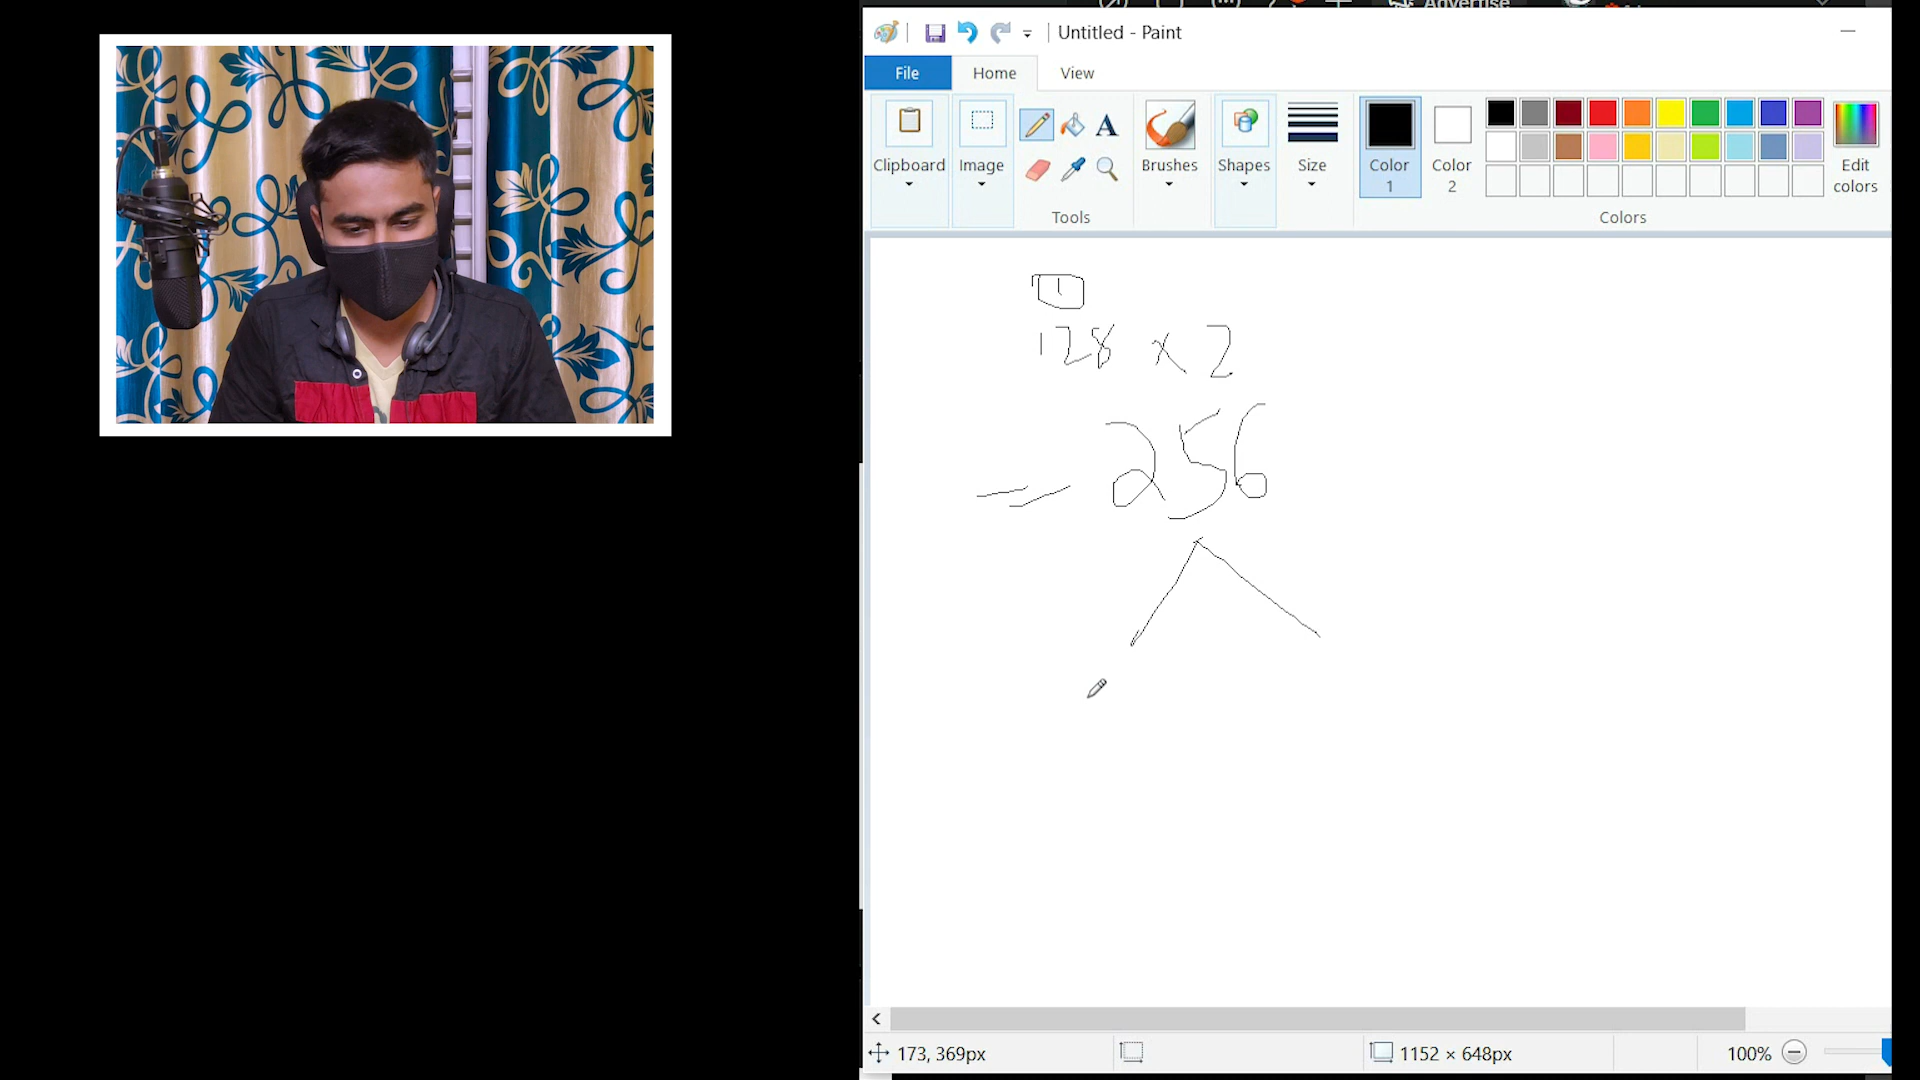 Advertise
Untitled - Paint
File Home View
Clipboard Image Brushes Shapes Size Color 1 Color 2 Edit colors
Tools Colors
1
128 x 2
= 256
173, 369px 1152 × 648px 100%